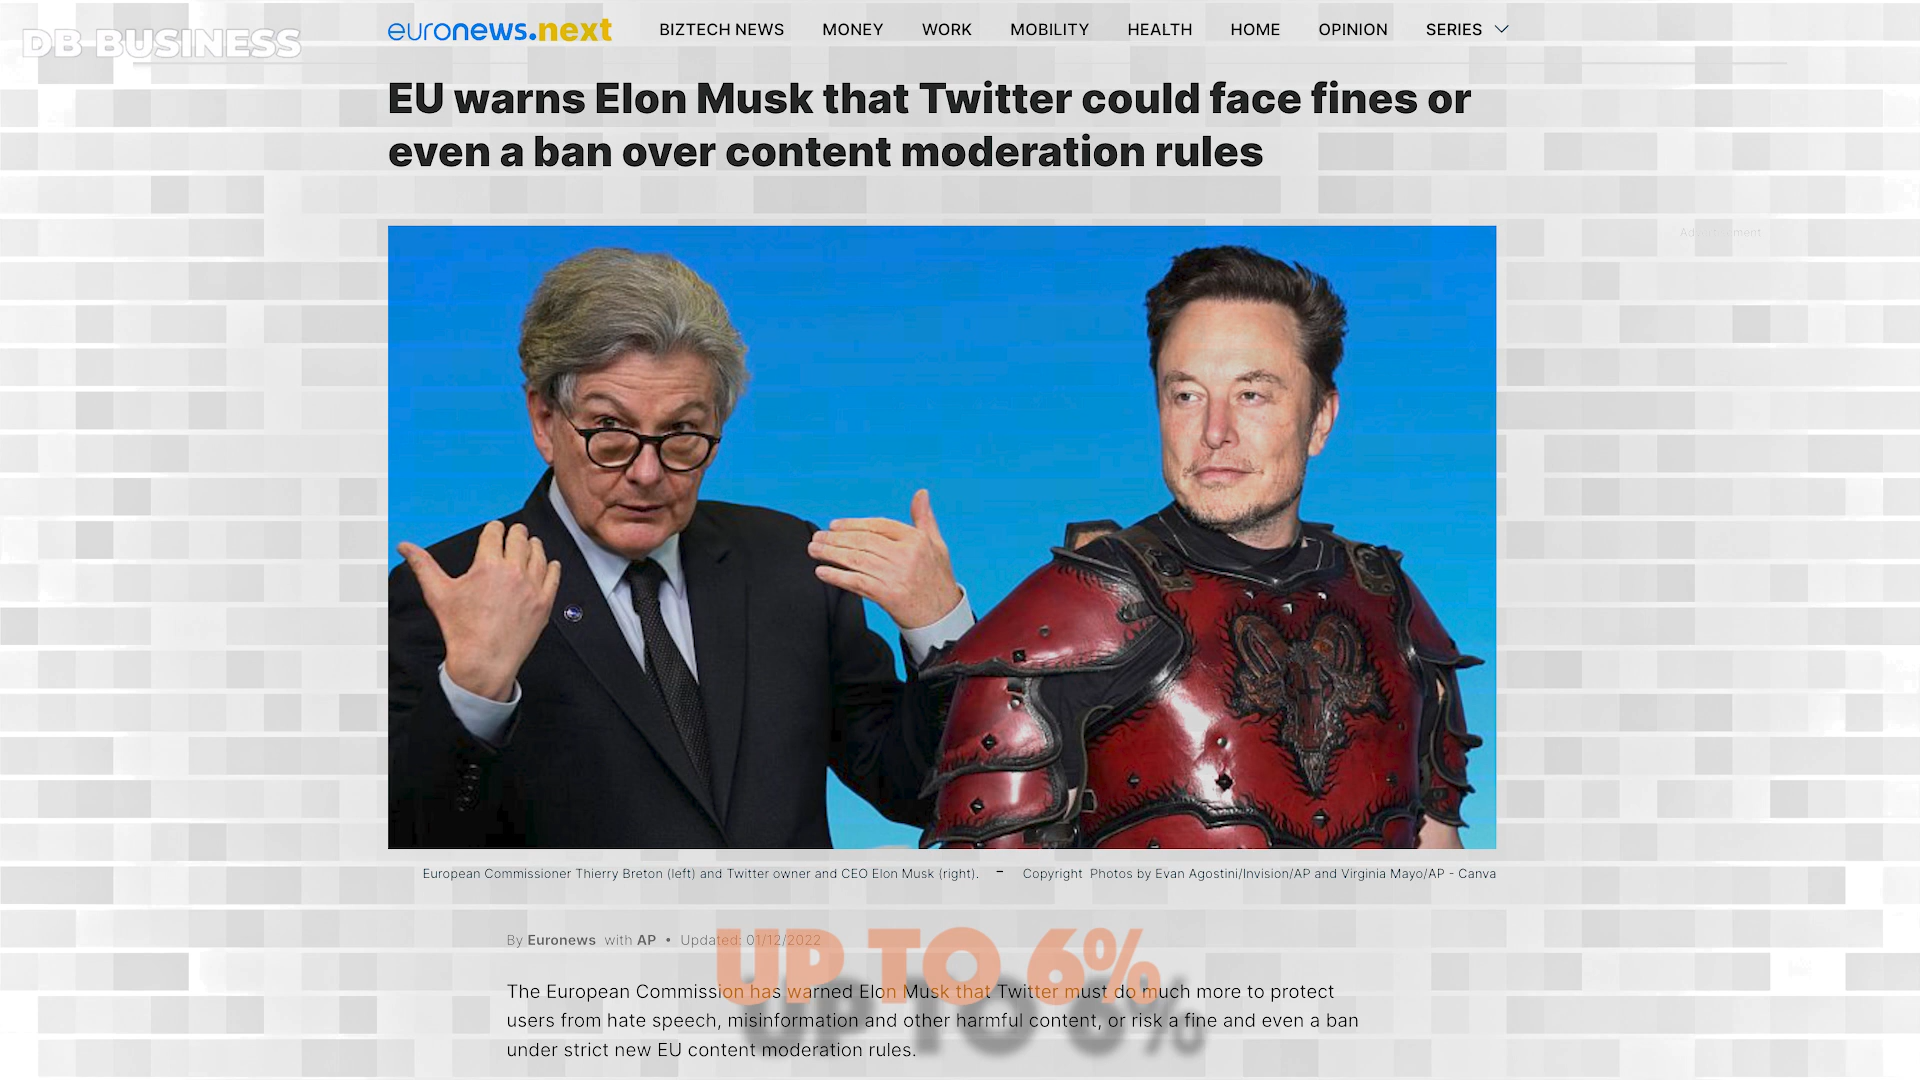 DB BUSINESS
euronews.next BIZTECH NEWS MONEY WORK MOBILITY HEALTH HOME OPINION SERIES
EU warns Elon Musk that Twitter could face fines or
even a ban over content moderation rules
Advertisement
European Commissioner Thierry Breton (left) and Twitter owner and CEO Elon Musk (right). - Copyright Photos by Evan Agostini/Invision/AP and Virginia Mayo/AP - Canva
By Euronews with AP • Updated: 01/12/2022
UP TO 6%
The European Commission has warned Elon Musk that Twitter must do much more to protect
users from hate speech, misinformation and other harmful content, or risk a fine and even a ban
under strict new EU content moderation rules.